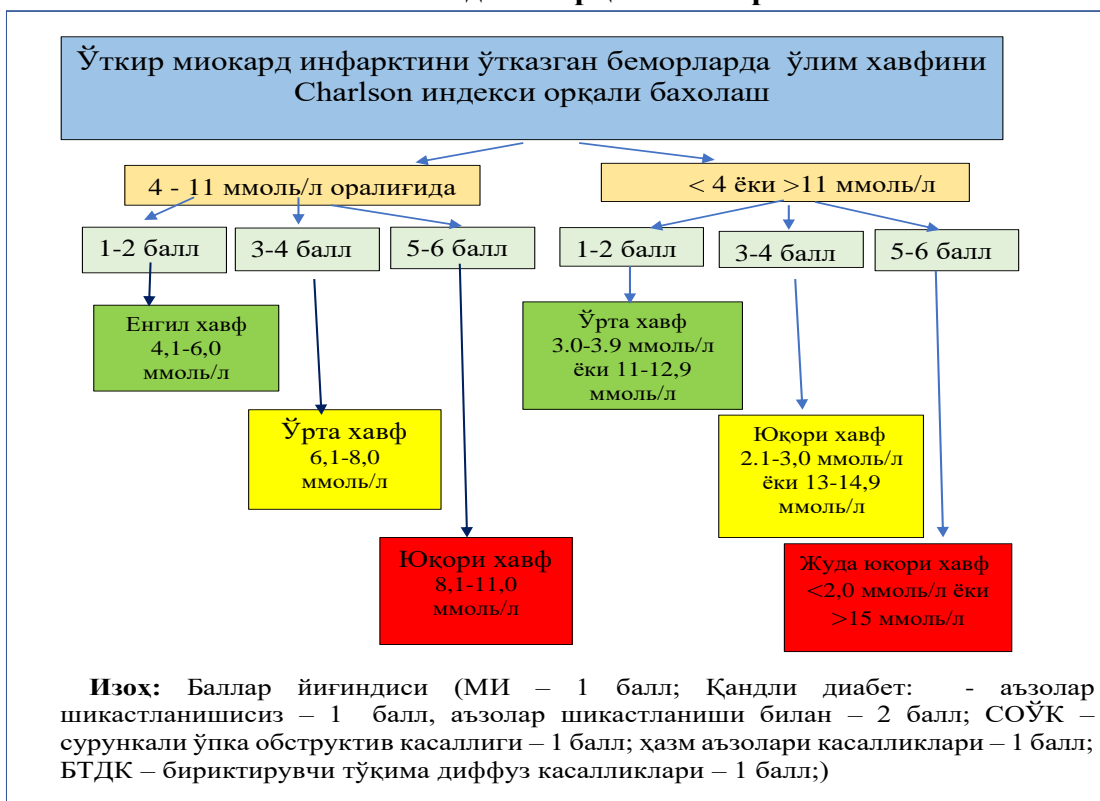 Ўткир миокард инфарктини ўтказган беморларда ўлим хавфини
Charlson индекси орқали бахолаш
4 - 11 ммоль/л оралиғида
< 4 ёки >11 ммоль/л
1-2 балл
3-4 балл
5-6 балл
1-2 балл
3-4 балл
5-6 балл
Енгил хавф
4,1-6,0
ммоль/л
Ўрта хавф
3.0-3.9 ммоль/л
ёки 11-12,9
ммоль/л
Ўрта хавф
6,1-8,0
ммоль/л
Юқори хавф
2.1-3,0 ммоль/л
ёки 13-14,9
ммоль/л
Юқори хавф
8,1-11,0
ммоль/л
Жуда юқори хавф
<2,0 ммоль/л ёки
>15 ммоль/л
Изоҳ: Баллар йиғиндиси (МИ – 1 балл; Қандли диабет: - аъзолар
шикастланишисиз – 1 балл, аъзолар шикастланиши билан – 2 балл; СОЎК –
сурункали ўпка обструктив касаллиги – 1 балл; ҳазм аъзолари касалликлари – 1 балл;
БТДК – бириктирувчи тўқима диффуз касалликлари – 1 балл;)